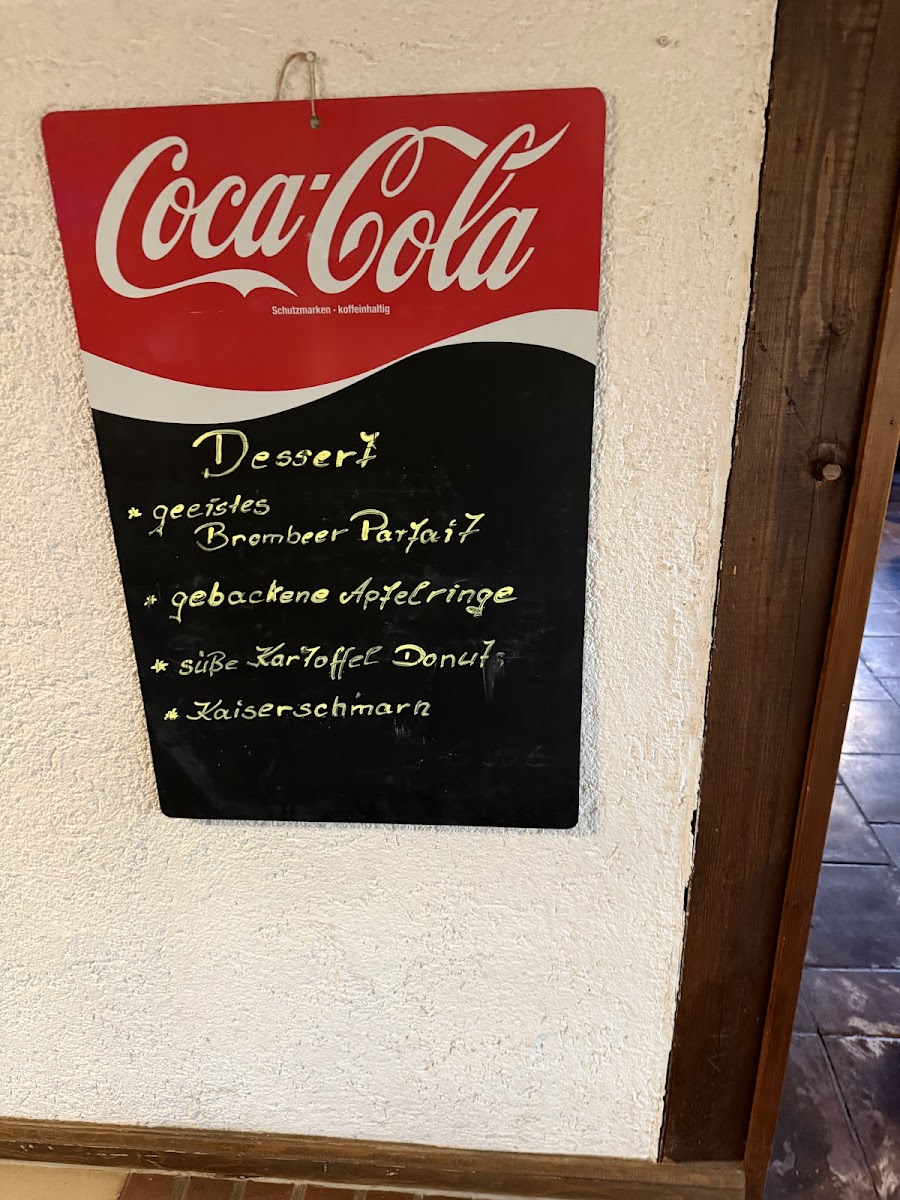 Coca-Cola
Schutzmarken - koffeinhaltig
Dessert
* geeistes
Brombeer Parfait
* gebackene Apfelringe
* süße Kartoffel Donuts
* Kaiserschmarn